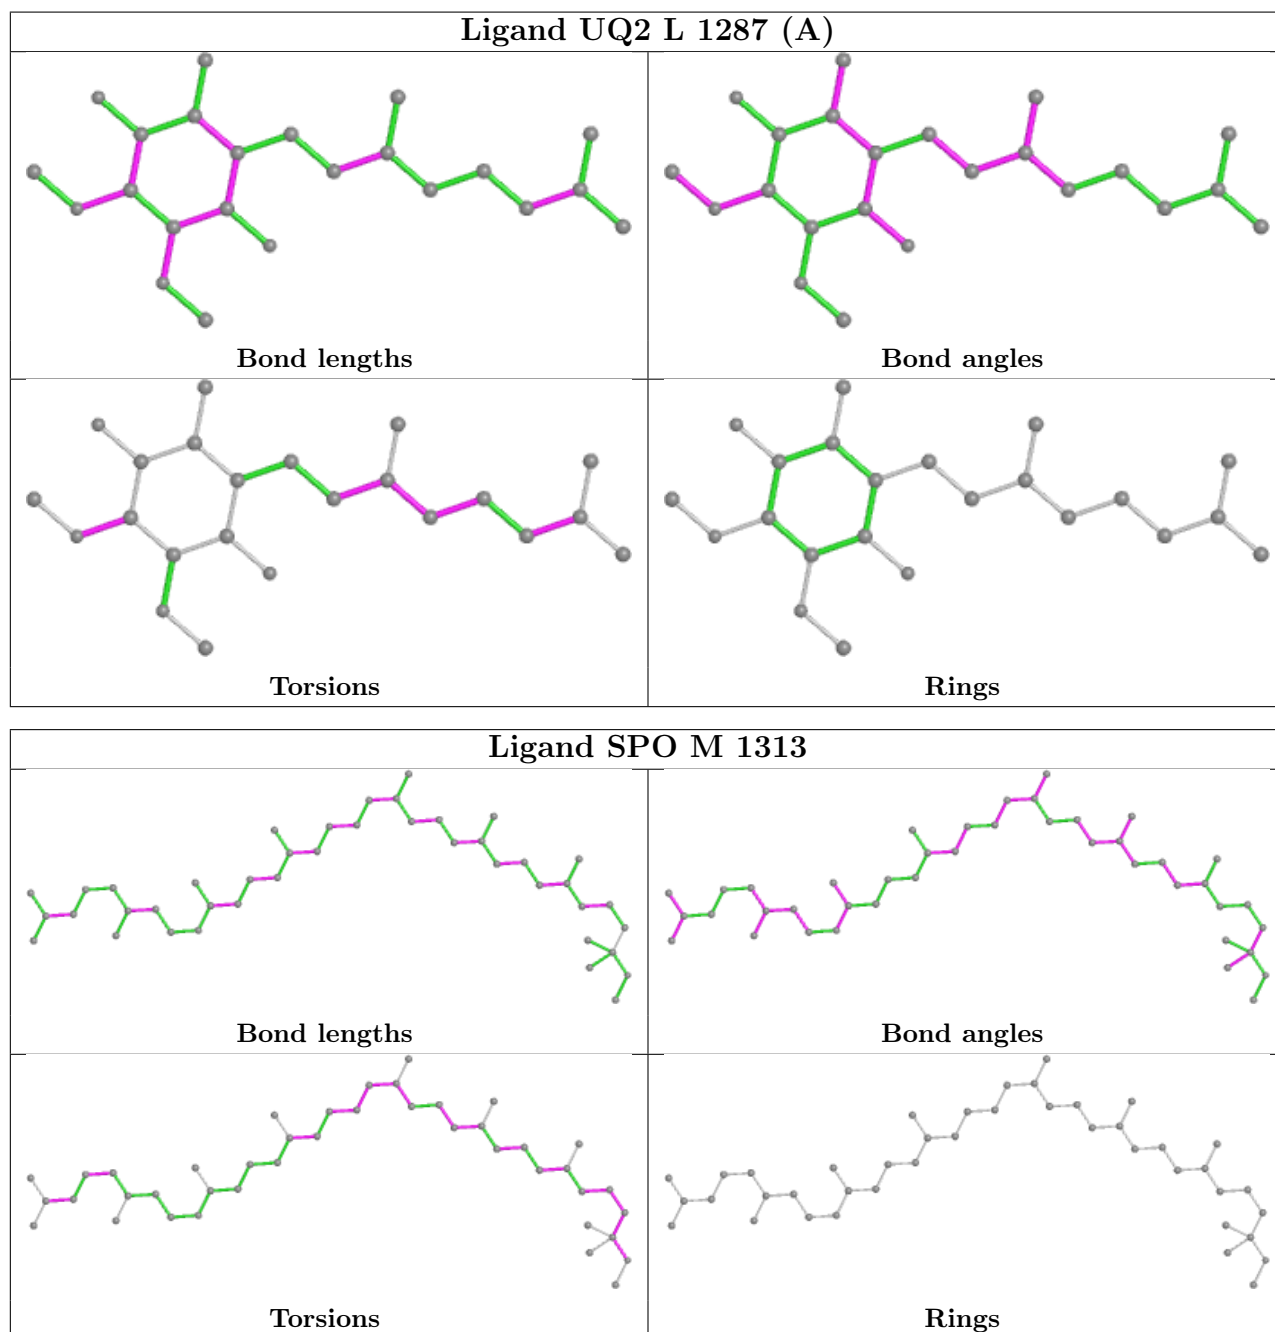 Ligand UQ2 L 1287 (A)
Bond lengths
Bond angles
Torsions
Rings
Ligand SPO M 1313
Bond lengths
Bond angles
Torsions
Rings